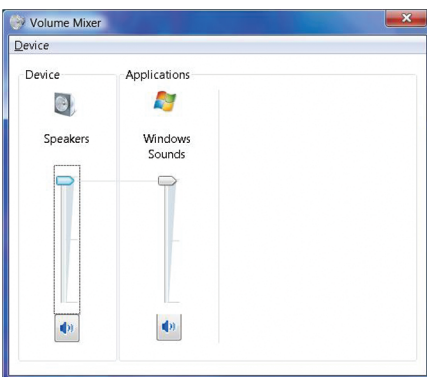 Volume Mixer
Device
Device
Applications
Speakers
Windows
Sounds